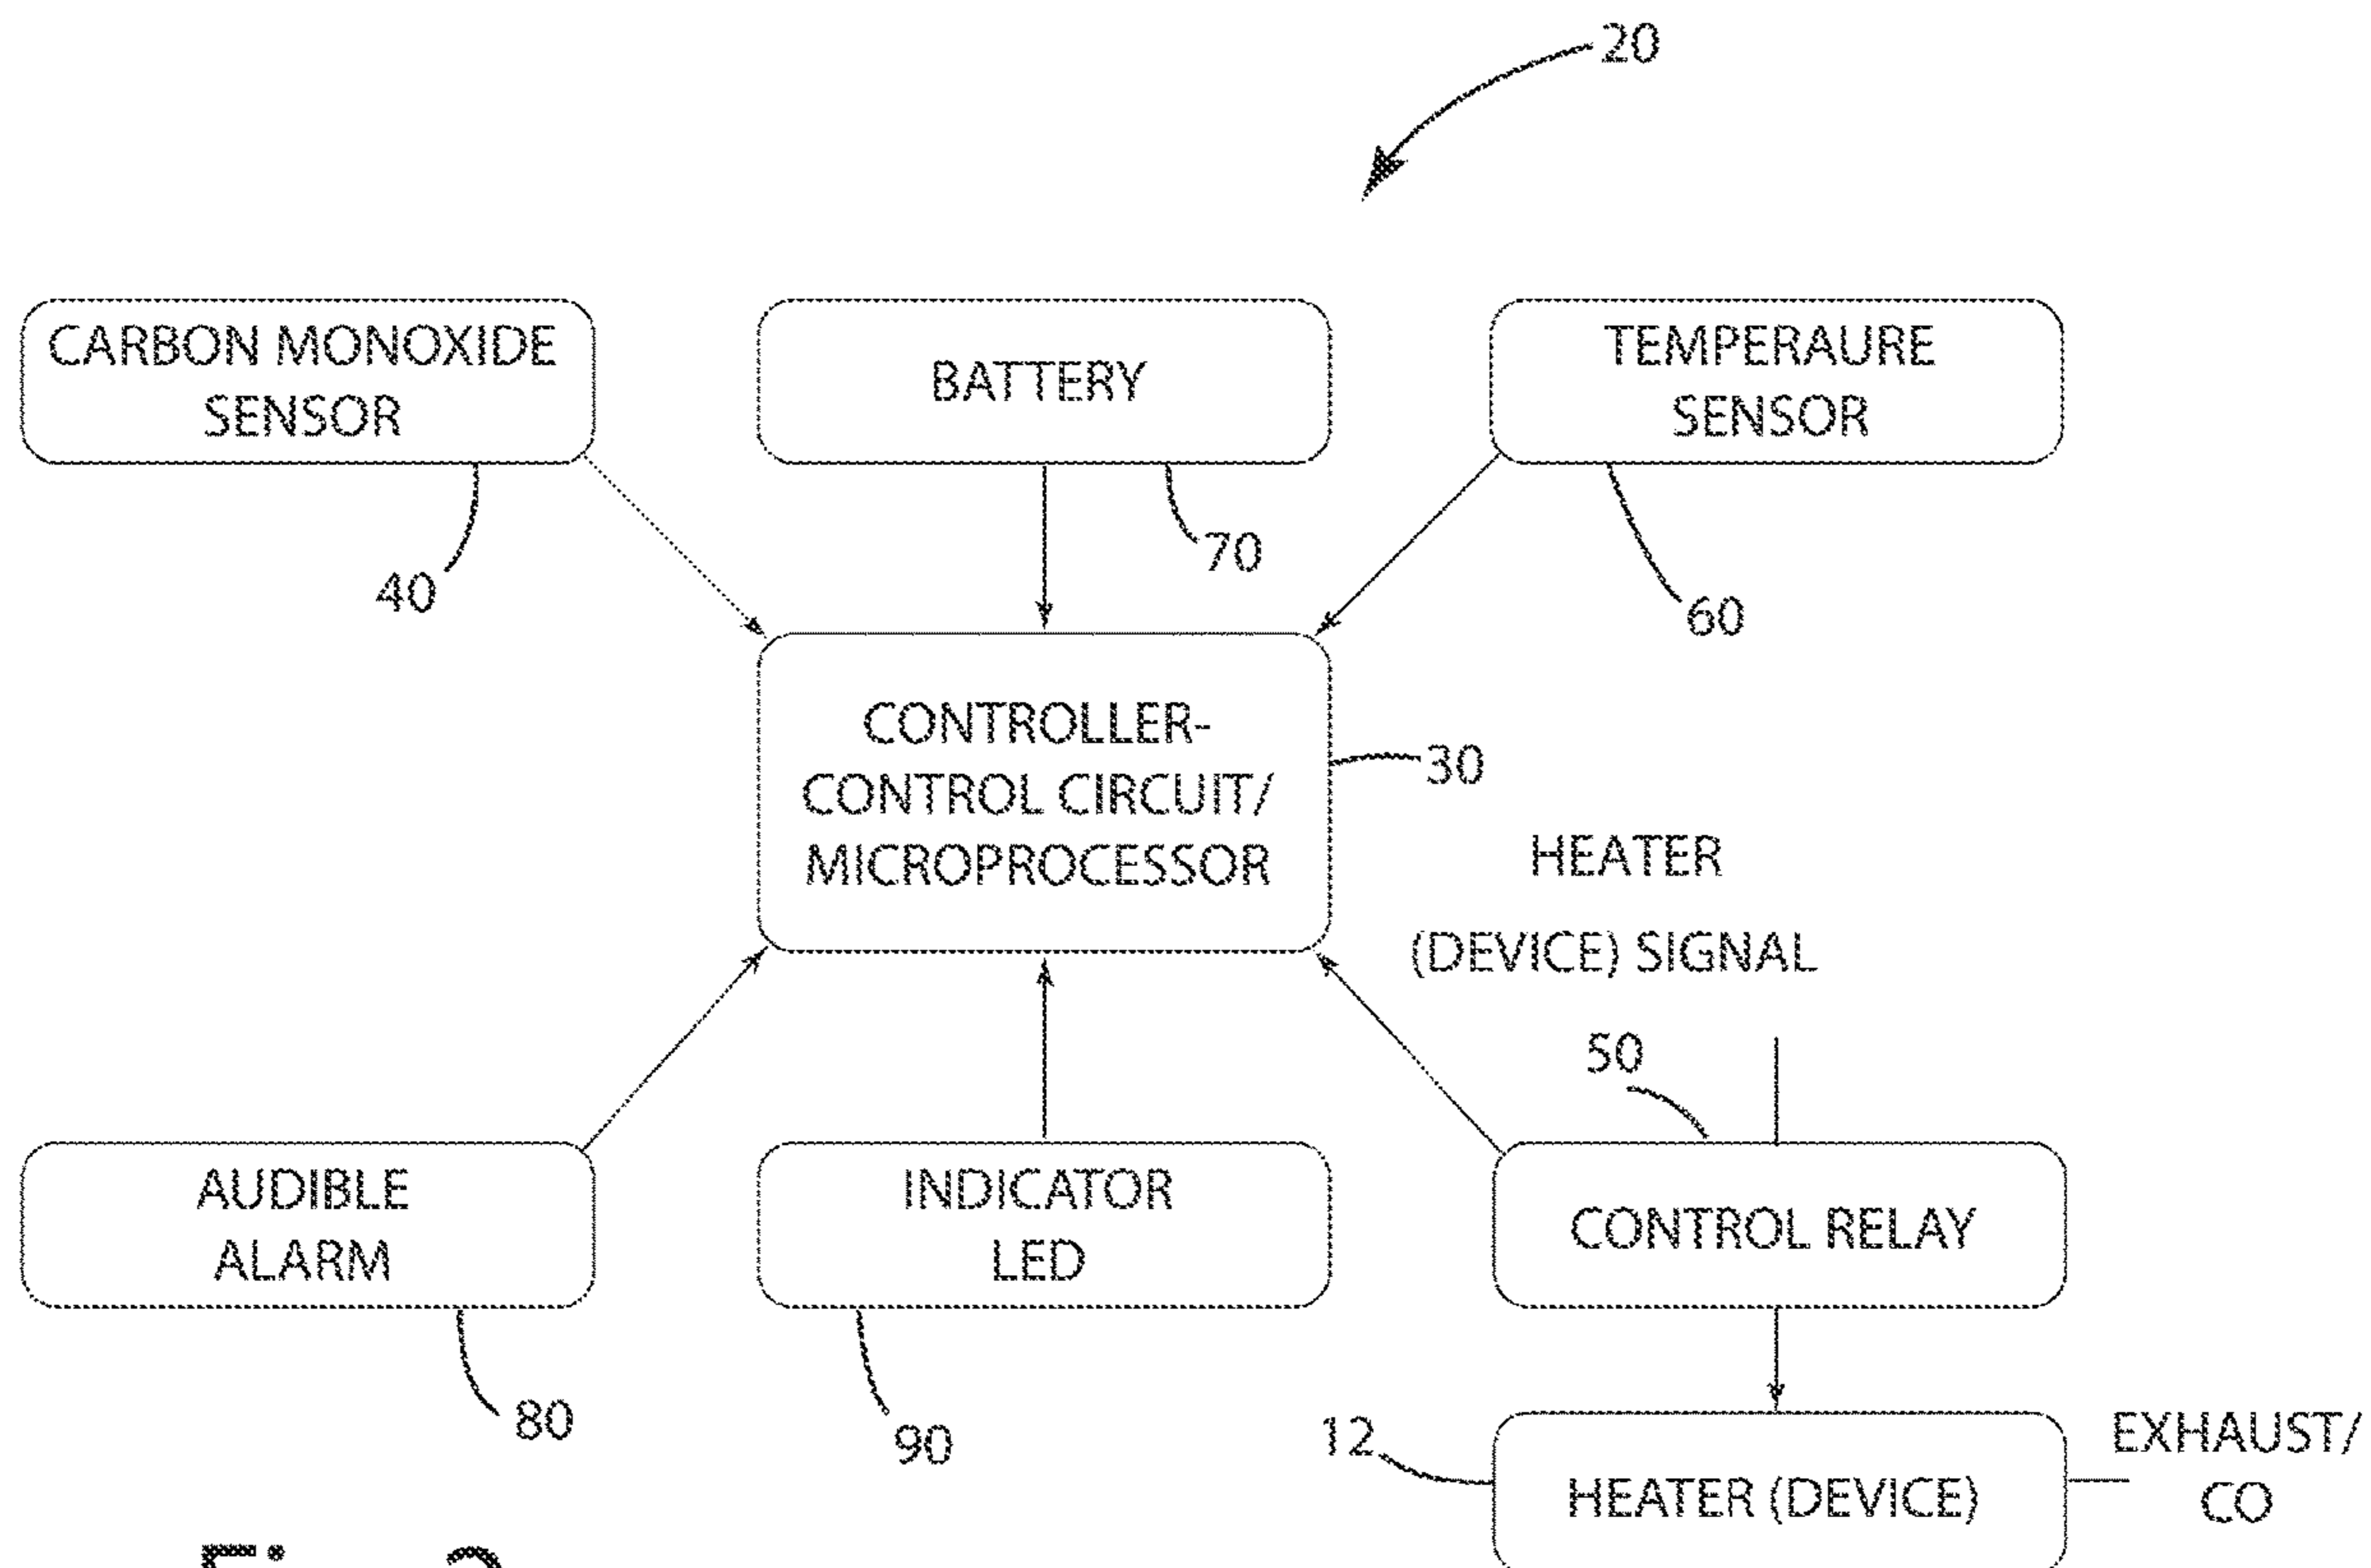 20
CARBON MONOXIDE
SENSOR
BATTERY
TEMPERAURE
SENSOR
40
70
60
CONTROLLER-
CONTROL CIRCUIT/
MICROPROCESSOR
30
HEATER
(DEVICE) SIGNAL
50
AUDIBLE
ALARM
INDICATOR
LED
CONTROL RELAY
80
90
12
HEATER (DEVICE)
EXHAUST/
CO